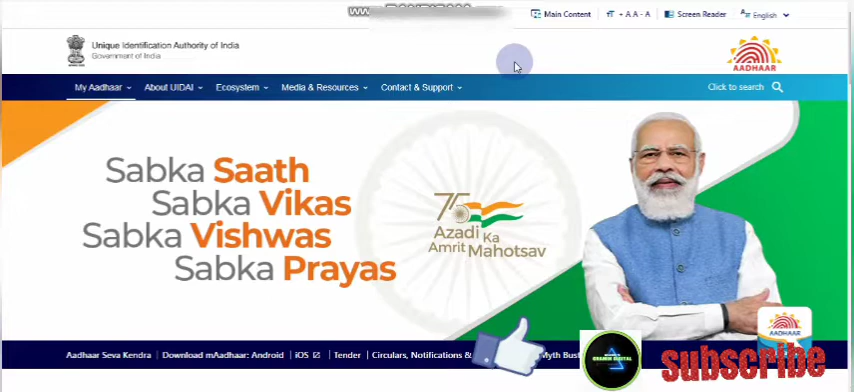 Main Content
+ A A - A
Screen Reader
English
Unique Identification Authority of India
Government of India
AADHAAR
My Aadhaar
About UIDAI
Ecosystem
Media & Resources
Contact & Support
Click to search
Sabka Saath
Sabka Vikas
Sabka Vishwas
Sabka Prayas
75
Azadi Ka
Amrit Mahotsav
AADHAAR
Aadhaar Seva Kendra
Download mAadhaar: Android
iOS
Tender
Circulars, Notifications &
Myth Bust
subscribe